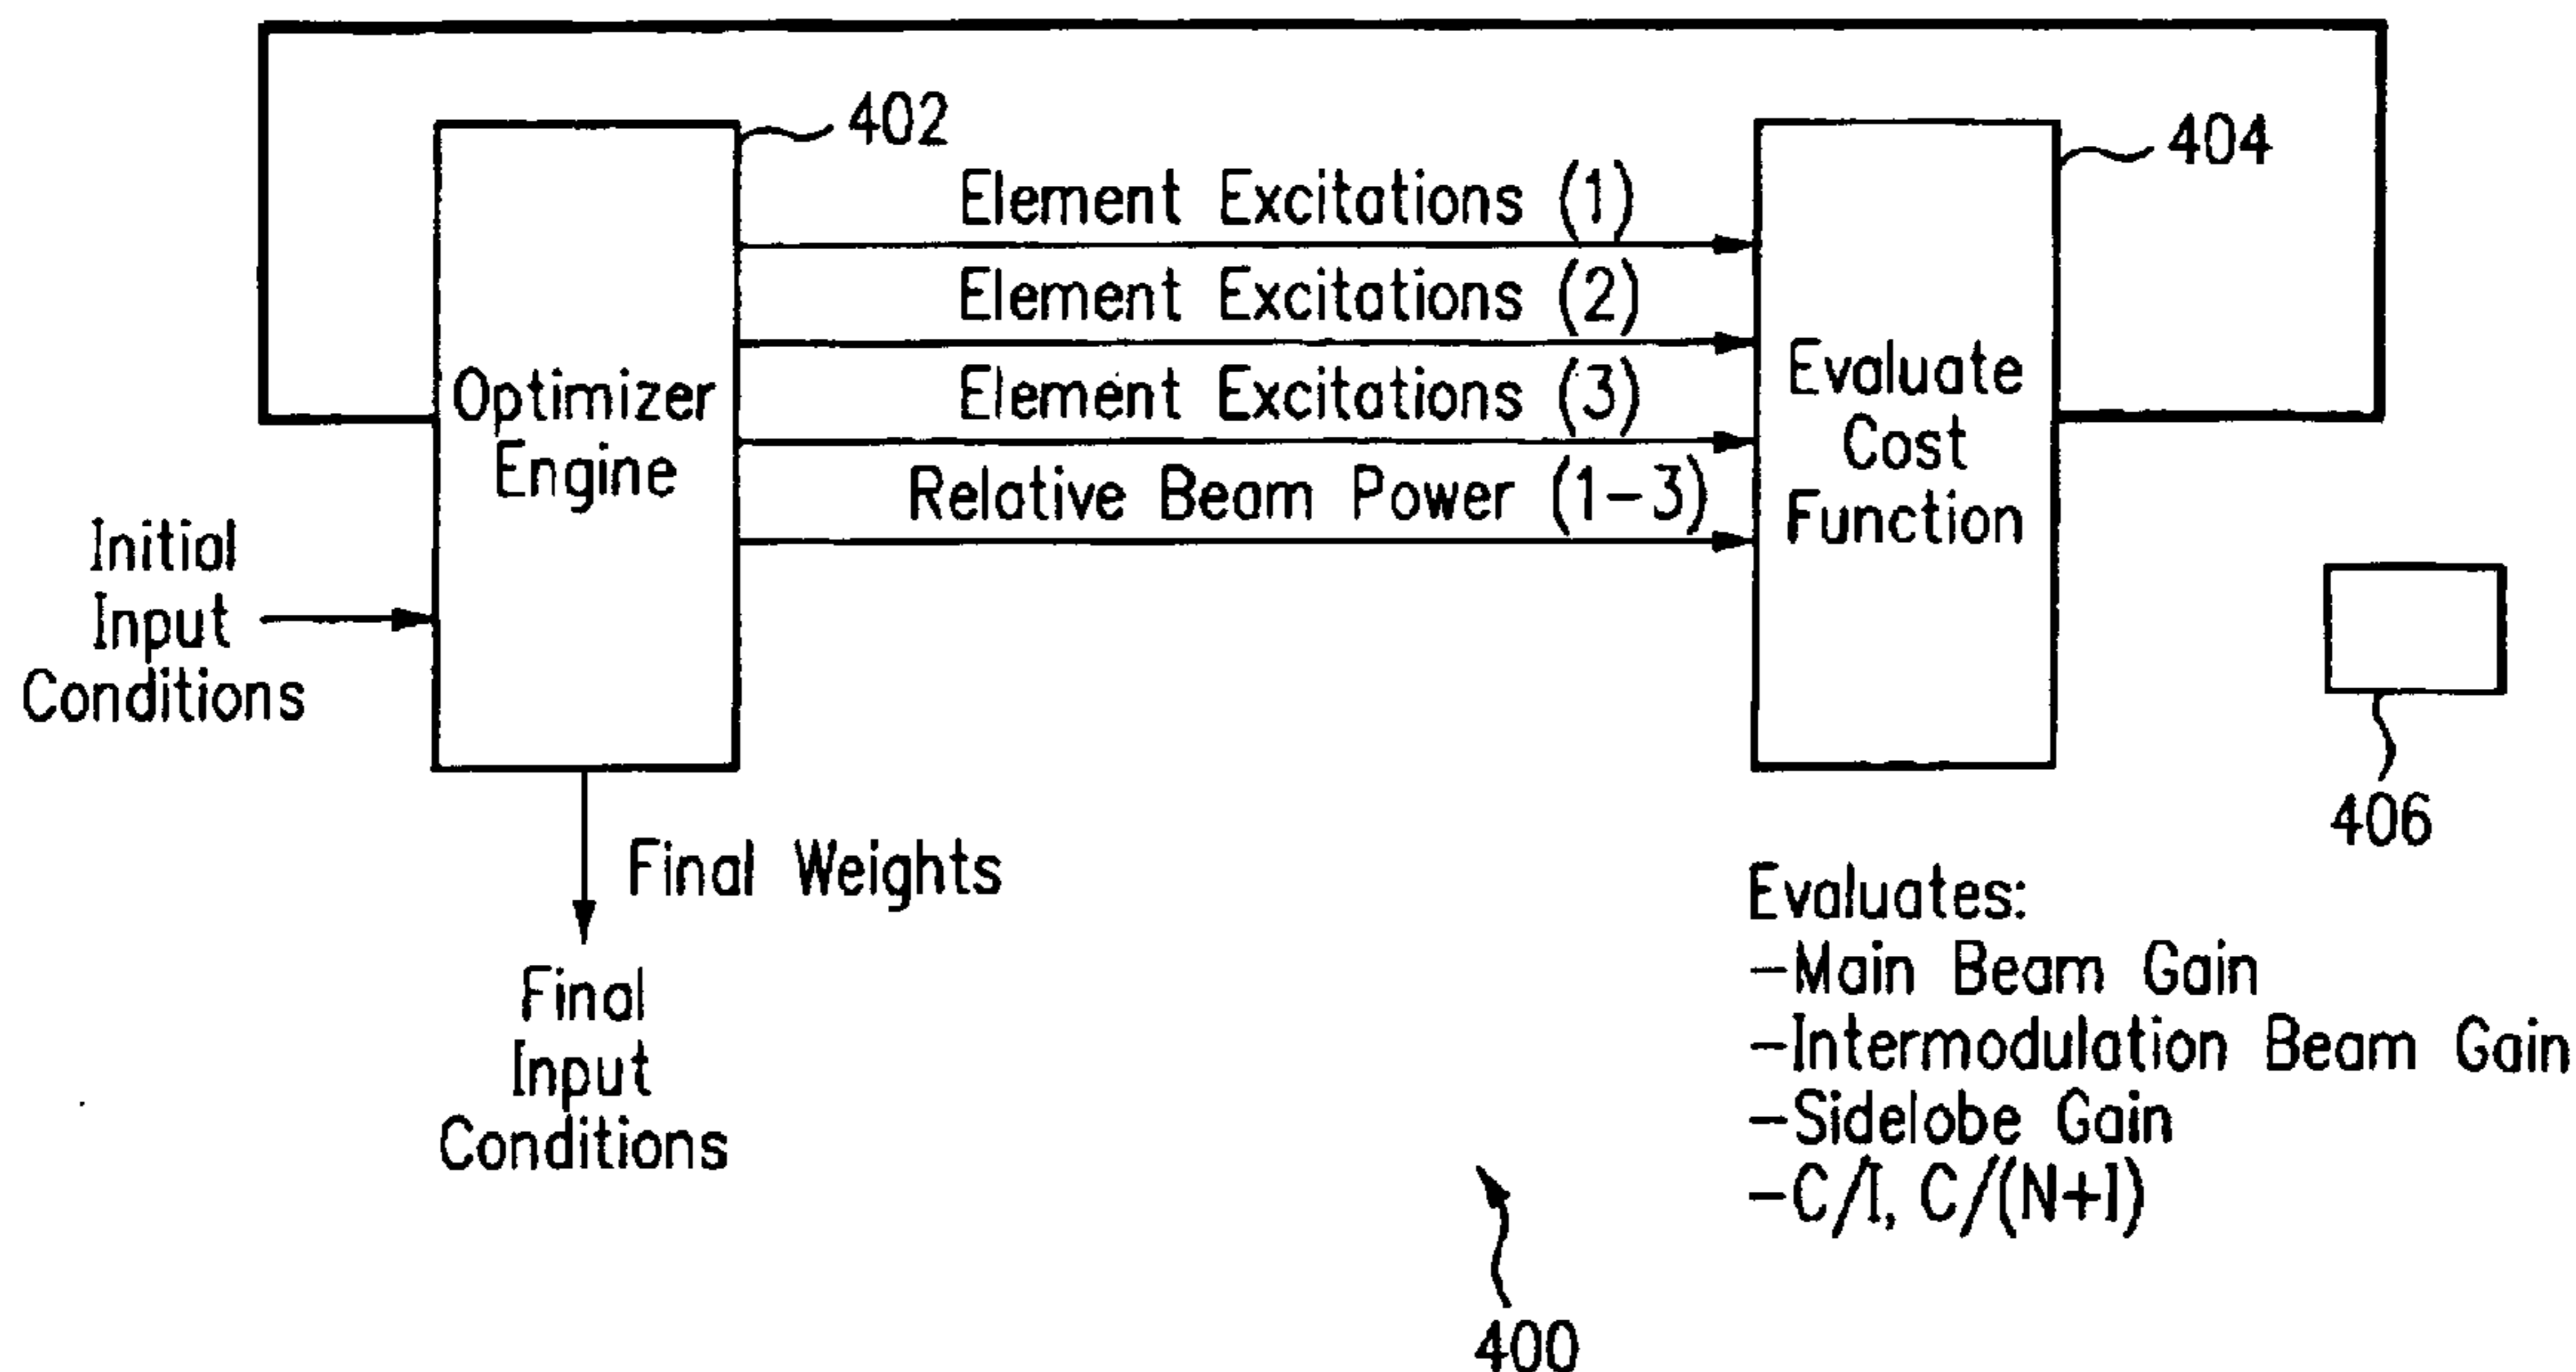 402
404
Element Excitations (1)
Element Excitations (2)
Element Excitations (3)
Relative Beam Power (1-3)
Optimizer
Engine
Evaluate
Cost
Function
Initial
Input
Conditions
406
Final Weights
Final
Input
Conditions
Evaluates:
-Main Beam Gain
-Intermodulation Beam Gain
-Sidelobe Gain
-C/I, C/(N+I)
400